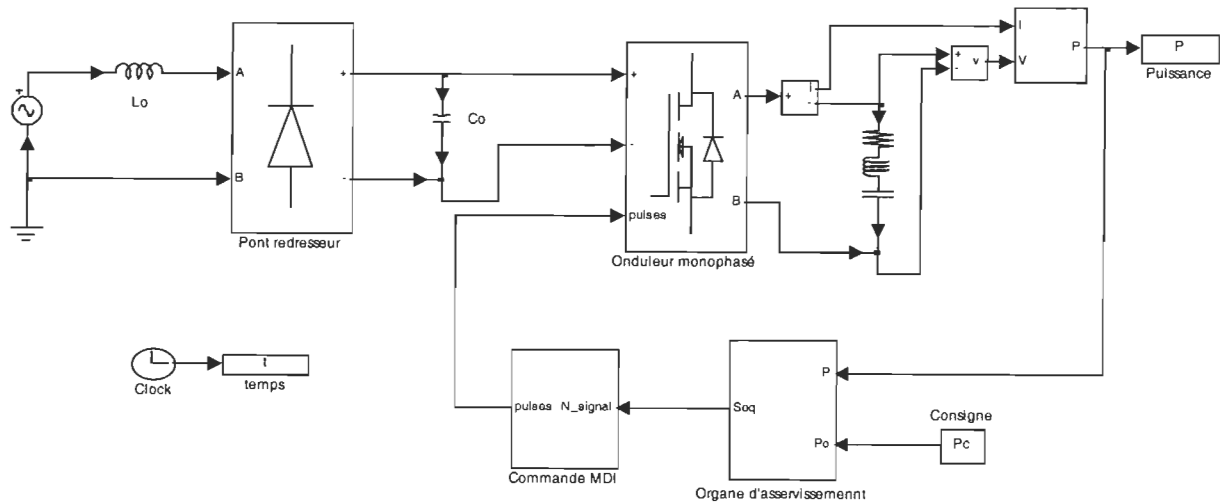 +
Lo
A
B
+
-
Pont redresseur
Co
+
-
pulses
A
B
Onduleur monophasé
+
I
-
+
-
v
I
V
P
P
Puissance
Clock
t
temps
pulses N_signal
Commande MDI
Seq
P
Po
Organe d'asservissemennt
Consigne
Pc